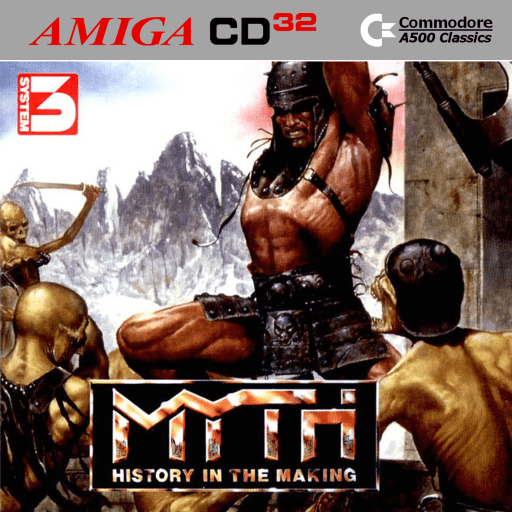 AMIGA CD32
Commodore
A500 Classics
SYSTEM 3
MYTH
HISTORY IN THE MAKING